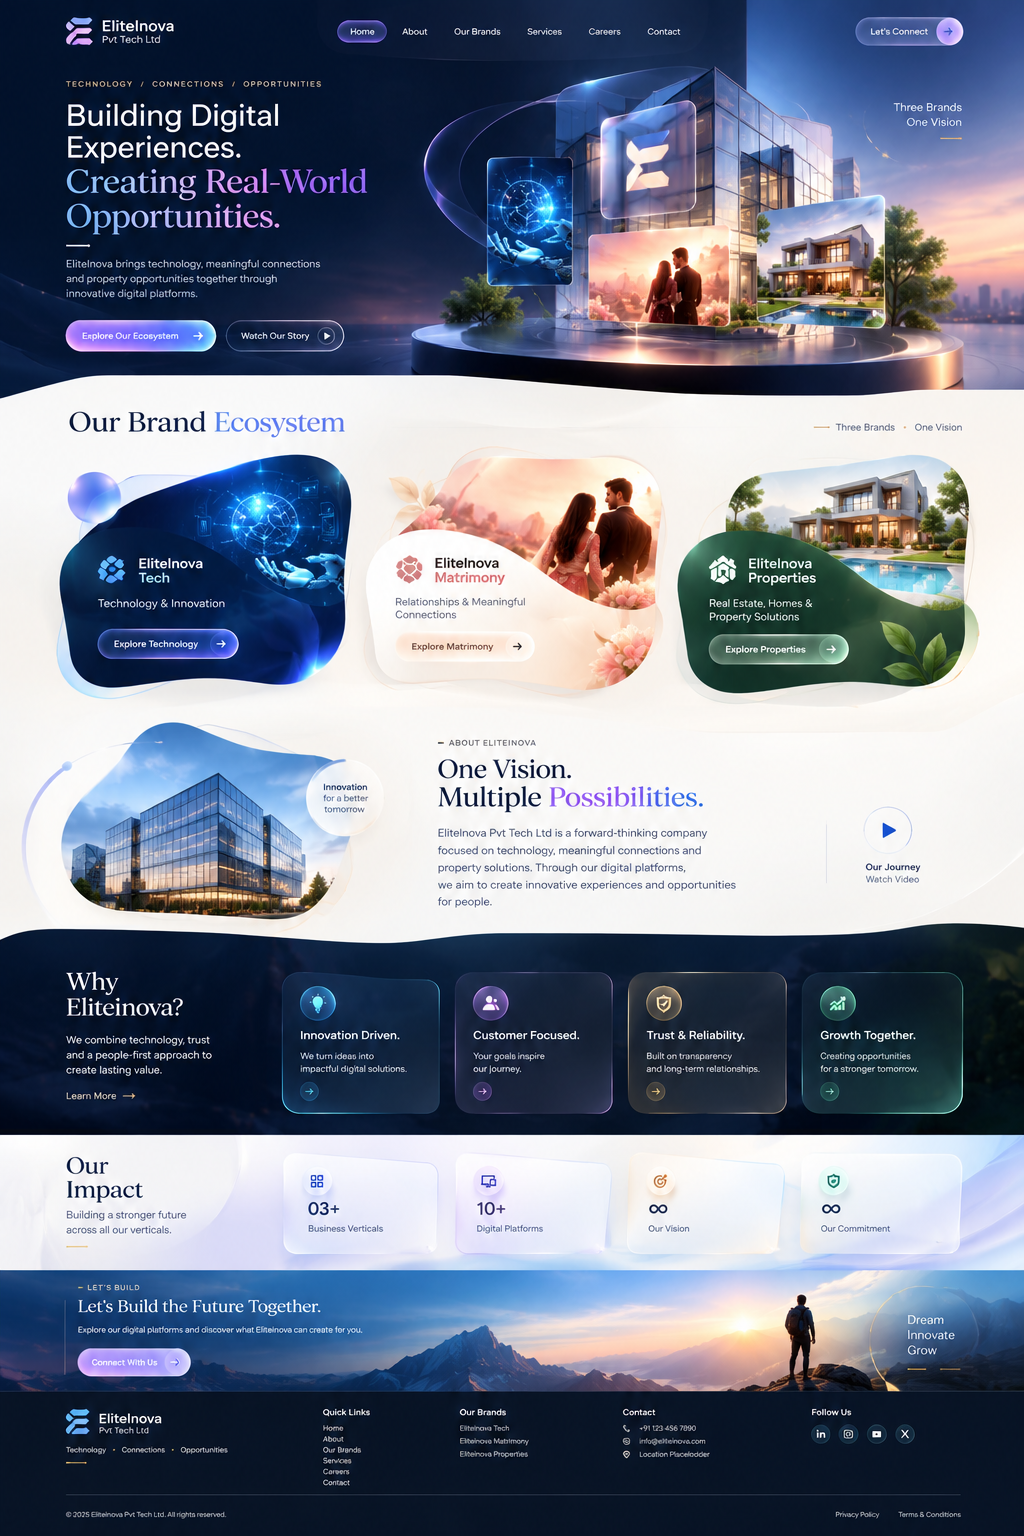 EliteInova
Pvt Tech Ltd
Home
About
Our Brands
Services
Careers
Contact
Let's Connect
TECHNOLOGY / CONNECTIONS / OPPORTUNITIES
Building Digital
Experiences.
Creating Real-World
Opportunities.
EliteInova brings technology, meaningful connections
and property opportunities together through
innovative digital platforms.
Explore Our Ecosystem
Watch Our Story
Three Brands
One Vision
Our Brand Ecosystem
Three Brands • One Vision
EliteInova
Tech
Technology & Innovation
Explore Technology
EliteInova
Matrimony
Relationships & Meaningful
Connections
Explore Matrimony
EliteInova
Properties
Real Estate, Homes &
Property Solutions
Explore Properties
Innovation
for a better
tomorrow
ABOUT ELITEINOVA
One Vision.
Multiple Possibilities.
EliteInova Pvt Tech Ltd is a forward-thinking company
focused on technology, meaningful connections and
property solutions. Through our digital platforms,
we aim to create innovative experiences and opportunities
for people.
Our Journey
Watch Video
Why
Eliteinova?
We combine technology, trust
and a people-first approach to
create lasting value.
Learn More
Innovation Driven.
We turn ideas into
impactful digital solutions.
Customer Focused.
Your goals inspire
our journey.
Trust & Reliability.
Built on transparency
and long-term relationships.
Growth Together.
Creating opportunities
for a stronger tomorrow.
Our
Impact
Building a stronger future
across all our verticals.
03+
Business Verticals
10+
Digital Platforms
∞
Our Vision
∞
Our Commitment
LET'S BUILD
Let's Build the Future Together.
Explore our digital platforms and discover what Eliteinova can create for you.
Connect With Us
Dream
Innovate
Grow
EliteInova
Pvt Tech Ltd
Technology • Connections • Opportunities
Quick Links
Home
About
Our Brands
Services
Careers
Contact
Our Brands
Eliteinova Tech
Eliteinova Matrimony
Eliteinova Properties
Contact
+91 123 456 7890
info@eliteinova.com
Location Placeholder
Follow Us
© 2025 Eliteinova Pvt Tech Ltd. All rights reserved.
Privacy Policy
Terms & Conditions